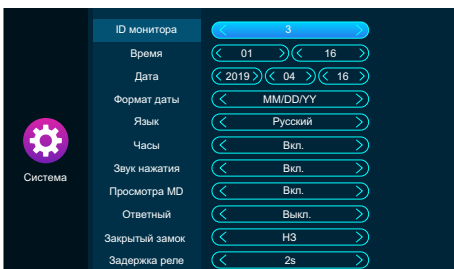 ID монитора 3
Время 01 16
Дата 2019 04 16
Формат даты MM/DD/YY
Язык Русский
Часы Вкл.
Звук нажатия Вкл.
Система
Просмотра MD Вкл.
Ответный Выкл.
Закрытый замок НЗ
Задержка реле 2s